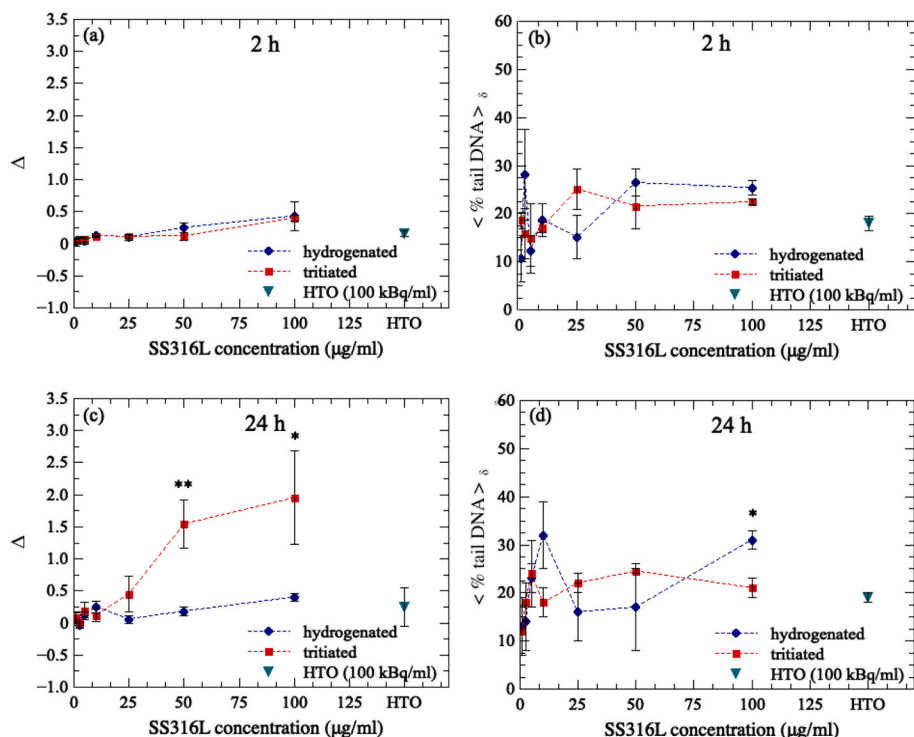 (a)
2 h
3.5
3.0
2.5
2.0
1.5
1.0
0.5
0
−0.5
−1.0
Δ
hydrogenated
tritiated
HTO (100 kBq/ml)
0 25 50 75 100 125 HTO
SS316L concentration (µg/ml)
(b)
2 h
60
50
40
30
20
10
0
< % tail DNA > δ
hydrogenated
tritiated
HTO (100 kBq/ml)
0 25 50 75 100 125 HTO
SS316L concentration (µg/ml)
(c)
24 h
3.5
3.0
2.5
2.0
1.5
1.0
0.5
0
−0.5
−1.0
Δ
**
*
hydrogenated
tritiated
HTO (100 kBq/ml)
0 25 50 75 100 125 HTO
SS316L concentration (µg/ml)
(d)
24 h
60
50
40
30
20
10
0
< % tail DNA > δ
*
hydrogenated
tritiated
HTO (100 kBq/ml)
0 25 50 75 100 125 HTO
SS316L concentration (µg/ml)